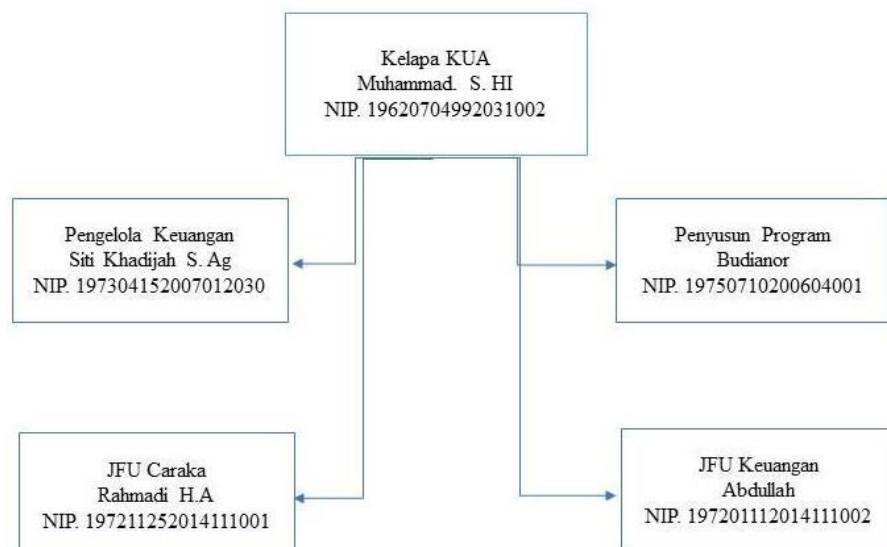 Kelapa KUA
Muhammad. S. HI
NIP. 19620704992031002
Pengelola Keuangan
Siti Khadijah S. Ag
NIP. 197304152007012030
Penyusun Program
Budianor
NIP. 19750710200604001
JFU Caraka
Rahmadi H.A
NIP. 197211252014111001
JFU Keuangan
Abdullah
NIP. 197201112014111002